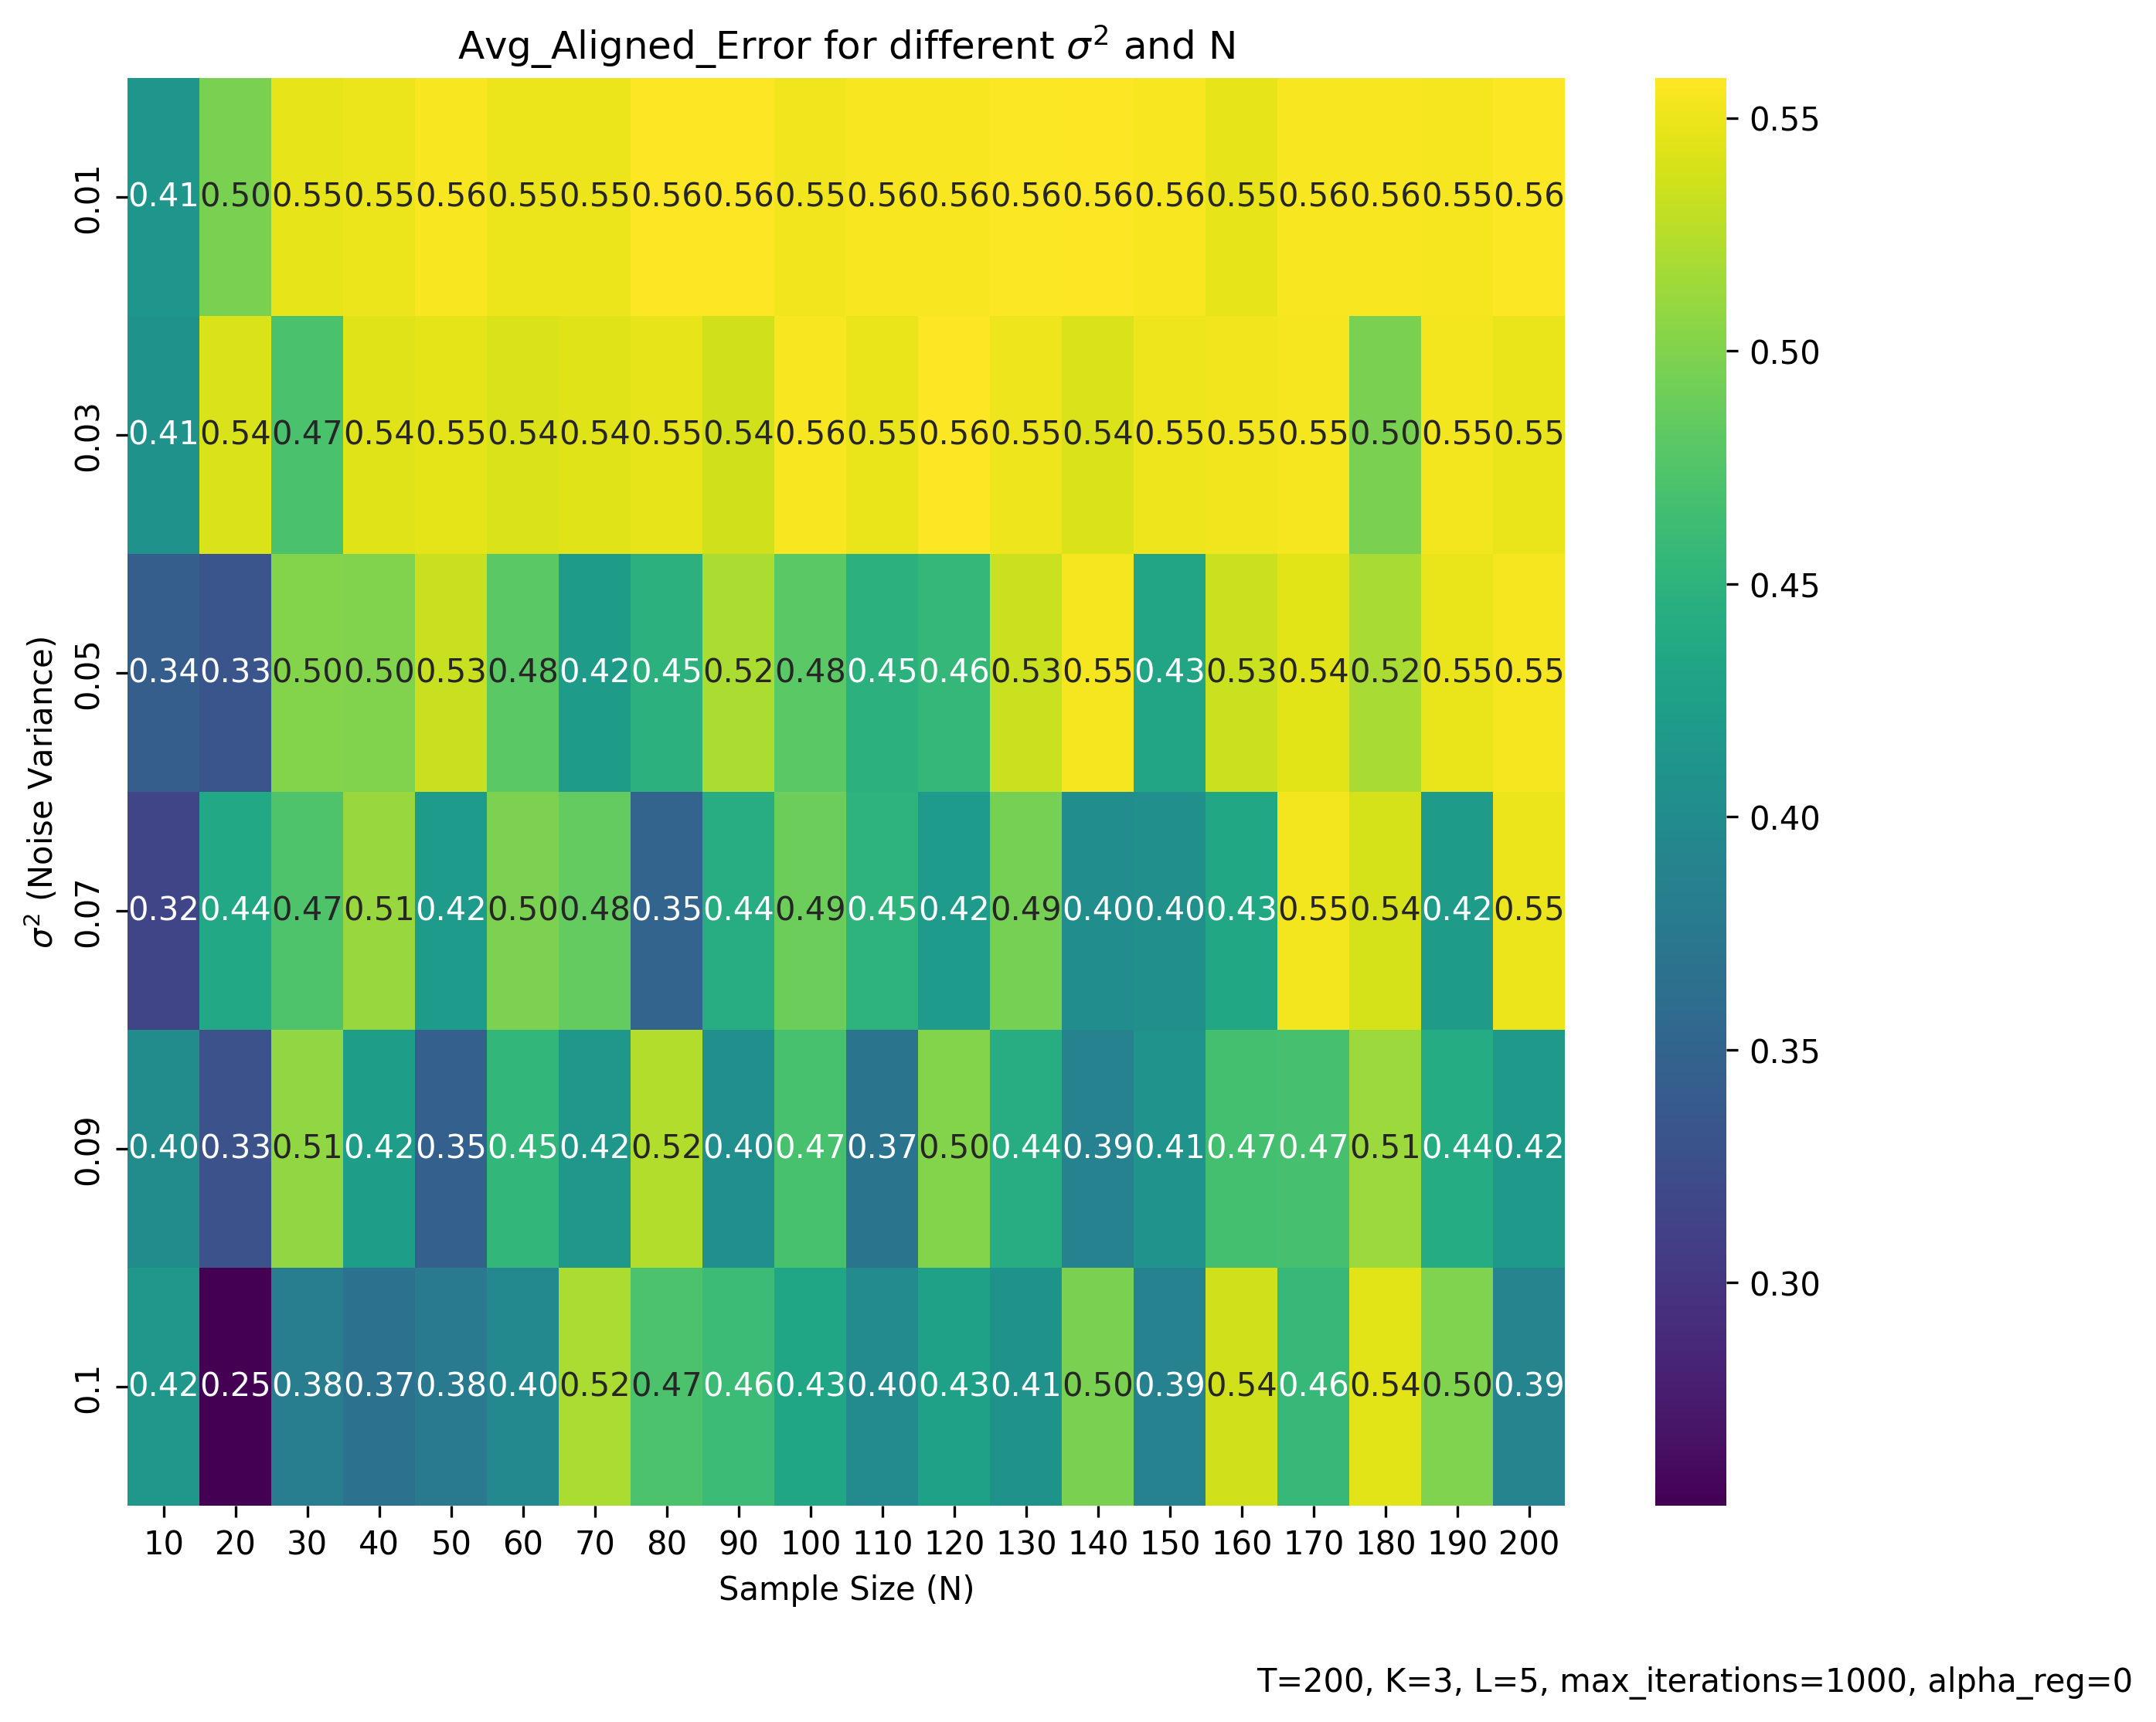 Avg_Aligned_Error for different σ² and N
0.01
0.41 0.50 0.55 0.55 0.56 0.55 0.55 0.56 0.56 0.55 0.56 0.56 0.56 0.56 0.56 0.55 0.56 0.56 0.55 0.56
0.03
0.41 0.54 0.47 0.54 0.55 0.54 0.54 0.55 0.54 0.56 0.55 0.56 0.55 0.54 0.55 0.55 0.55 0.50 0.55 0.55
0.05
0.34 0.33 0.50 0.50 0.53 0.48 0.42 0.45 0.52 0.48 0.45 0.46 0.53 0.55 0.43 0.53 0.54 0.52 0.55 0.55
0.07
0.32 0.44 0.47 0.51 0.42 0.50 0.48 0.35 0.44 0.49 0.45 0.42 0.49 0.40 0.40 0.43 0.55 0.54 0.42 0.55
0.09
0.40 0.33 0.51 0.42 0.35 0.45 0.42 0.52 0.40 0.47 0.37 0.50 0.44 0.39 0.41 0.47 0.47 0.51 0.44 0.42
0.1
0.42 0.25 0.38 0.37 0.38 0.40 0.52 0.47 0.46 0.43 0.40 0.43 0.41 0.50 0.39 0.54 0.46 0.54 0.50 0.39
σ² (Noise Variance)
10 20 30 40 50 60 70 80 90 100 110 120 130 140 150 160 170 180 190 200
Sample Size (N)
0.55
0.50
0.45
0.40
0.35
0.30
T=200, K=3, L=5, max_iterations=1000, alpha_reg=0